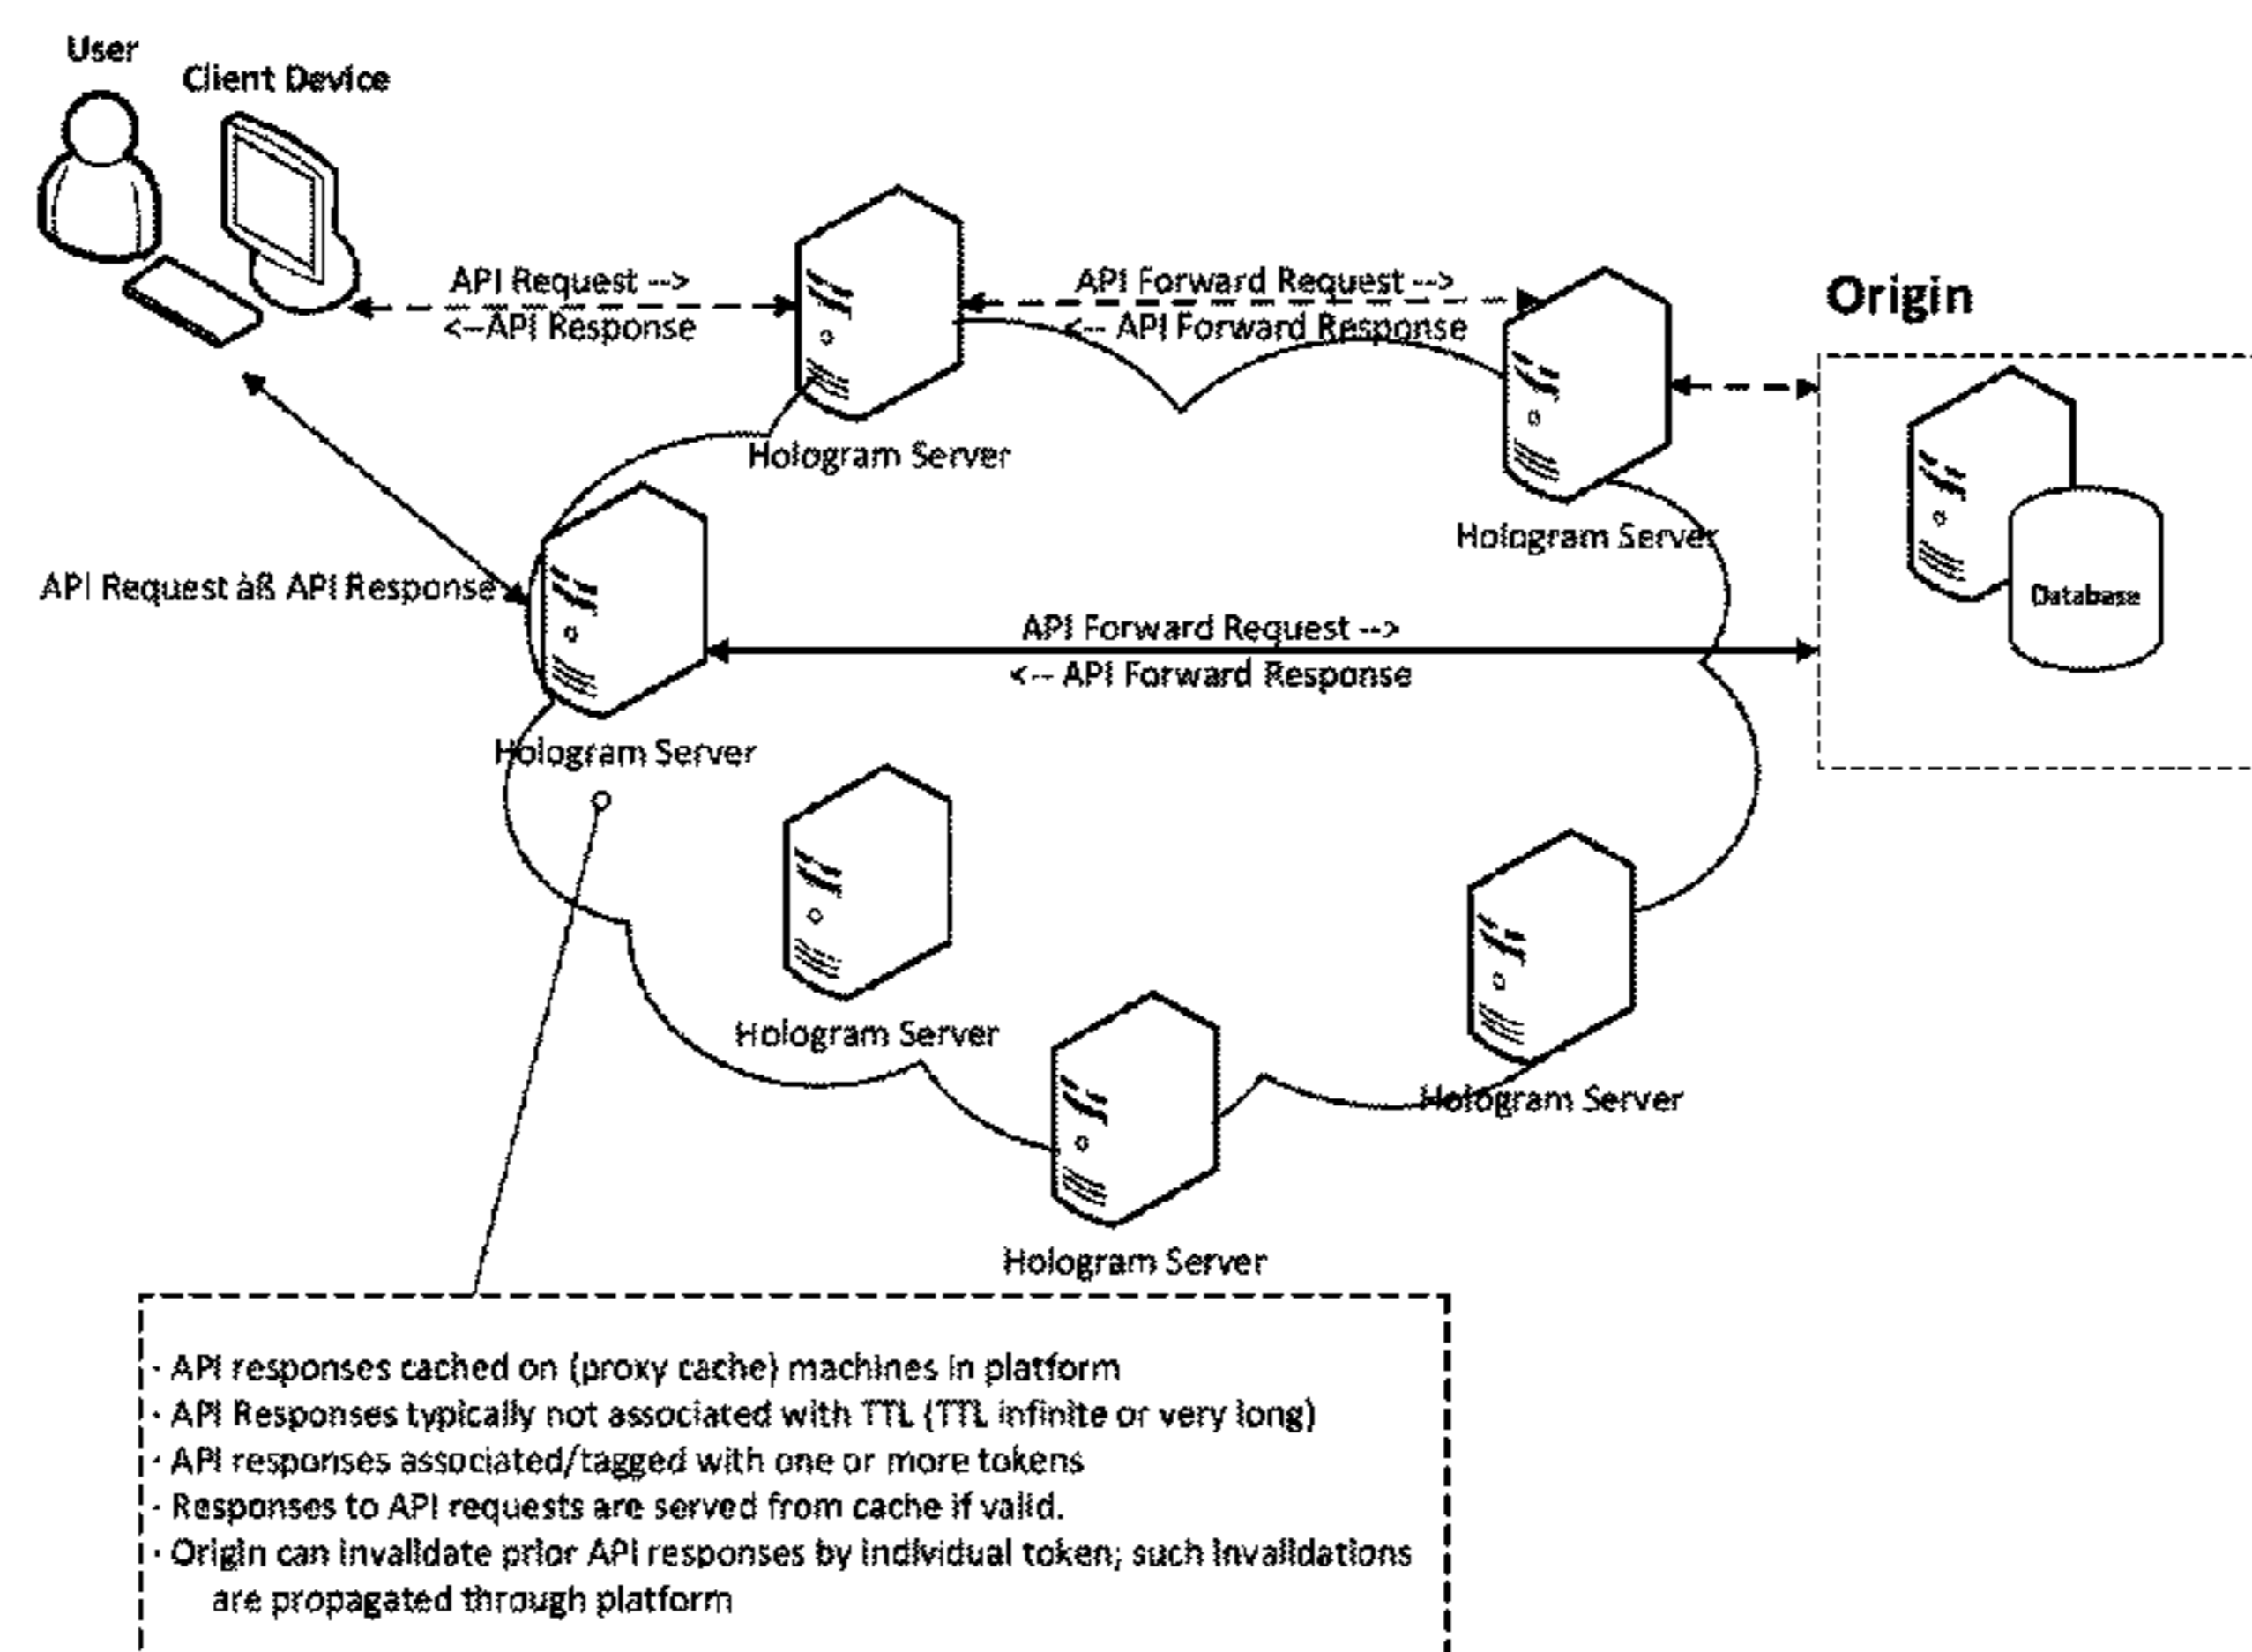 User
Client Device
API Request -->
<--API Response
API Forward Request -->
<-- API Forward Response
Origin
Hologram Server
Hologram Server
API Request àß API Response
Database
API Forward Request -->
<-- API Forward Response
Hologram Server
Hologram Server
Hologram Server
Hologram Server
· API responses cached on (proxy cache) machines in platform
· API Responses typically not associated with TTL (TTL infinite or very long)
· API responses associated/tagged with one or more tokens
· Responses to API requests are served from cache if valid.
· Origin can invalidate prior API responses by individual token; such invalidations
are propagated through platform